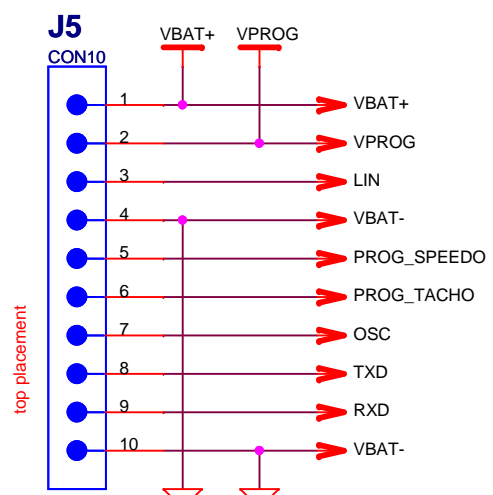 J5
CON10
VBAT+ VPROG
1 VBAT+
2 VPROG
3 LIN
4 VBAT-
5 PROG_SPEEDO
6 PROG_TACHO
7 OSC
8 TXD
9 RXD
10 VBAT-
top placement